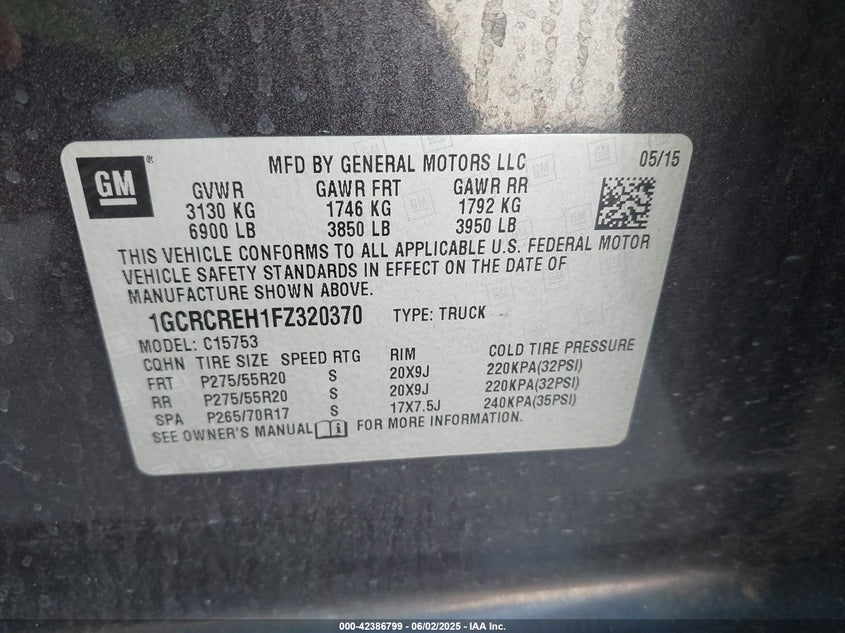 GM®
MFD BY GENERAL MOTORS LLC 05/15
GVWR GAWR FRT GAWR RR
3130 KG 1746 KG 1792 KG
6900 LB 3850 LB 3950 LB
THIS VEHICLE CONFORMS TO ALL APPLICABLE U.S. FEDERAL MOTOR
VEHICLE SAFETY STANDARDS IN EFFECT ON THE DATE OF
MANUFACTURE SHOWN ABOVE.
1GCRCREH1FZ320370 TYPE: TRUCK
MODEL: C15753
CQHN TIRE SIZE SPEED RTG RIM COLD TIRE PRESSURE
FRT P275/55R20 S 20X9J 220KPA(32PSI)
RR P275/55R20 S 20X9J 220KPA(32PSI)
SPA P265/70R17 S 17X7.5J 240KPA(35PSI)
SEE OWNER'S MANUAL FOR MORE INFORMATION.
000-42386799 - 06/02/2025 - IAA Inc.